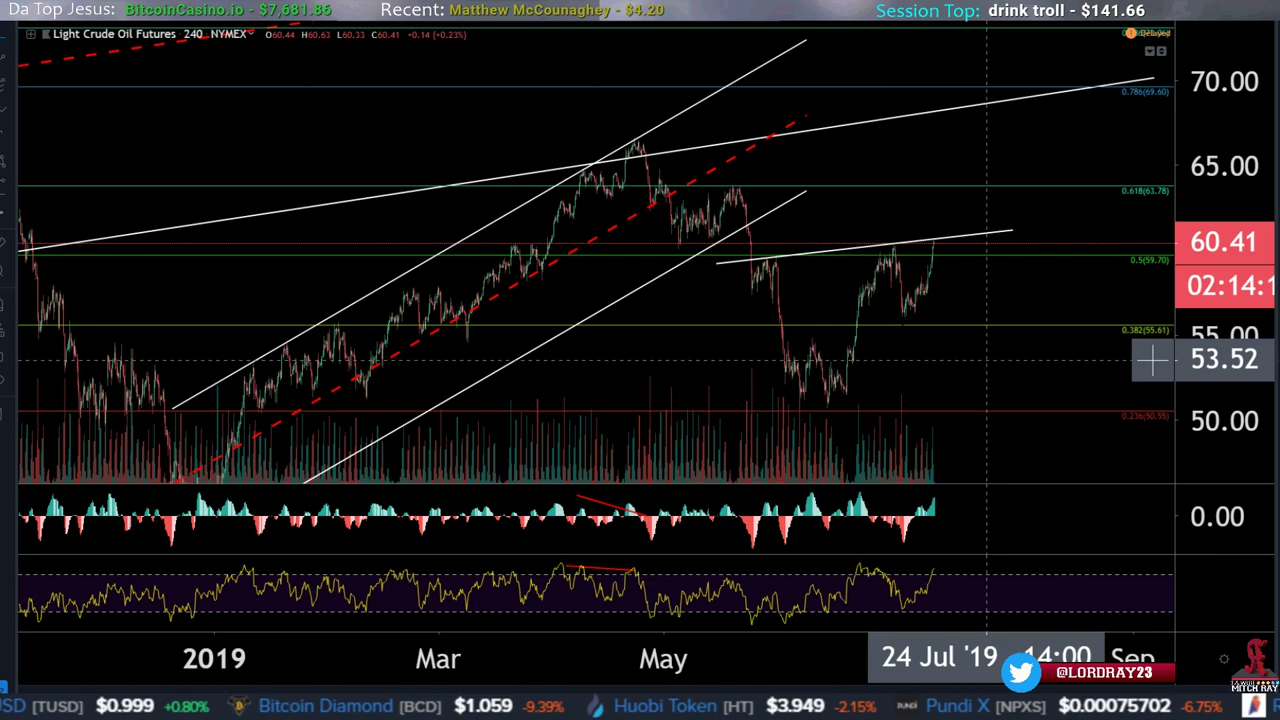 Da Top Jesus: BitcoinCasino.io - $7,681.86 Recent: Matthew McCounaghey - $4.20 Session Top: drink troll - $141.66
Light Crude Oil Futures 240 NYMEX O60.44 H60.63 L60.33 C60.41 +0.14 (+0.23%) Delayed
70.00
0.786(69.60)
65.00
0.618(63.78)
60.41
0.5(59.70)
02:14:1
0.382(55.61)
55.00
53.52
0.236(50.55)
50.00
0.00
2019 Mar May 24 Jul '19 14:00 Sep
@LORDRAY23
MITCH RAY
USD [TUSD] $0.999 +0.80% Bitcoin Diamond [BCD] $1.059 -9.39% Huobi Token [HT] $3.949 -2.15% PUNDI Pundi X [NPXS] $0.00075702 -6.75%